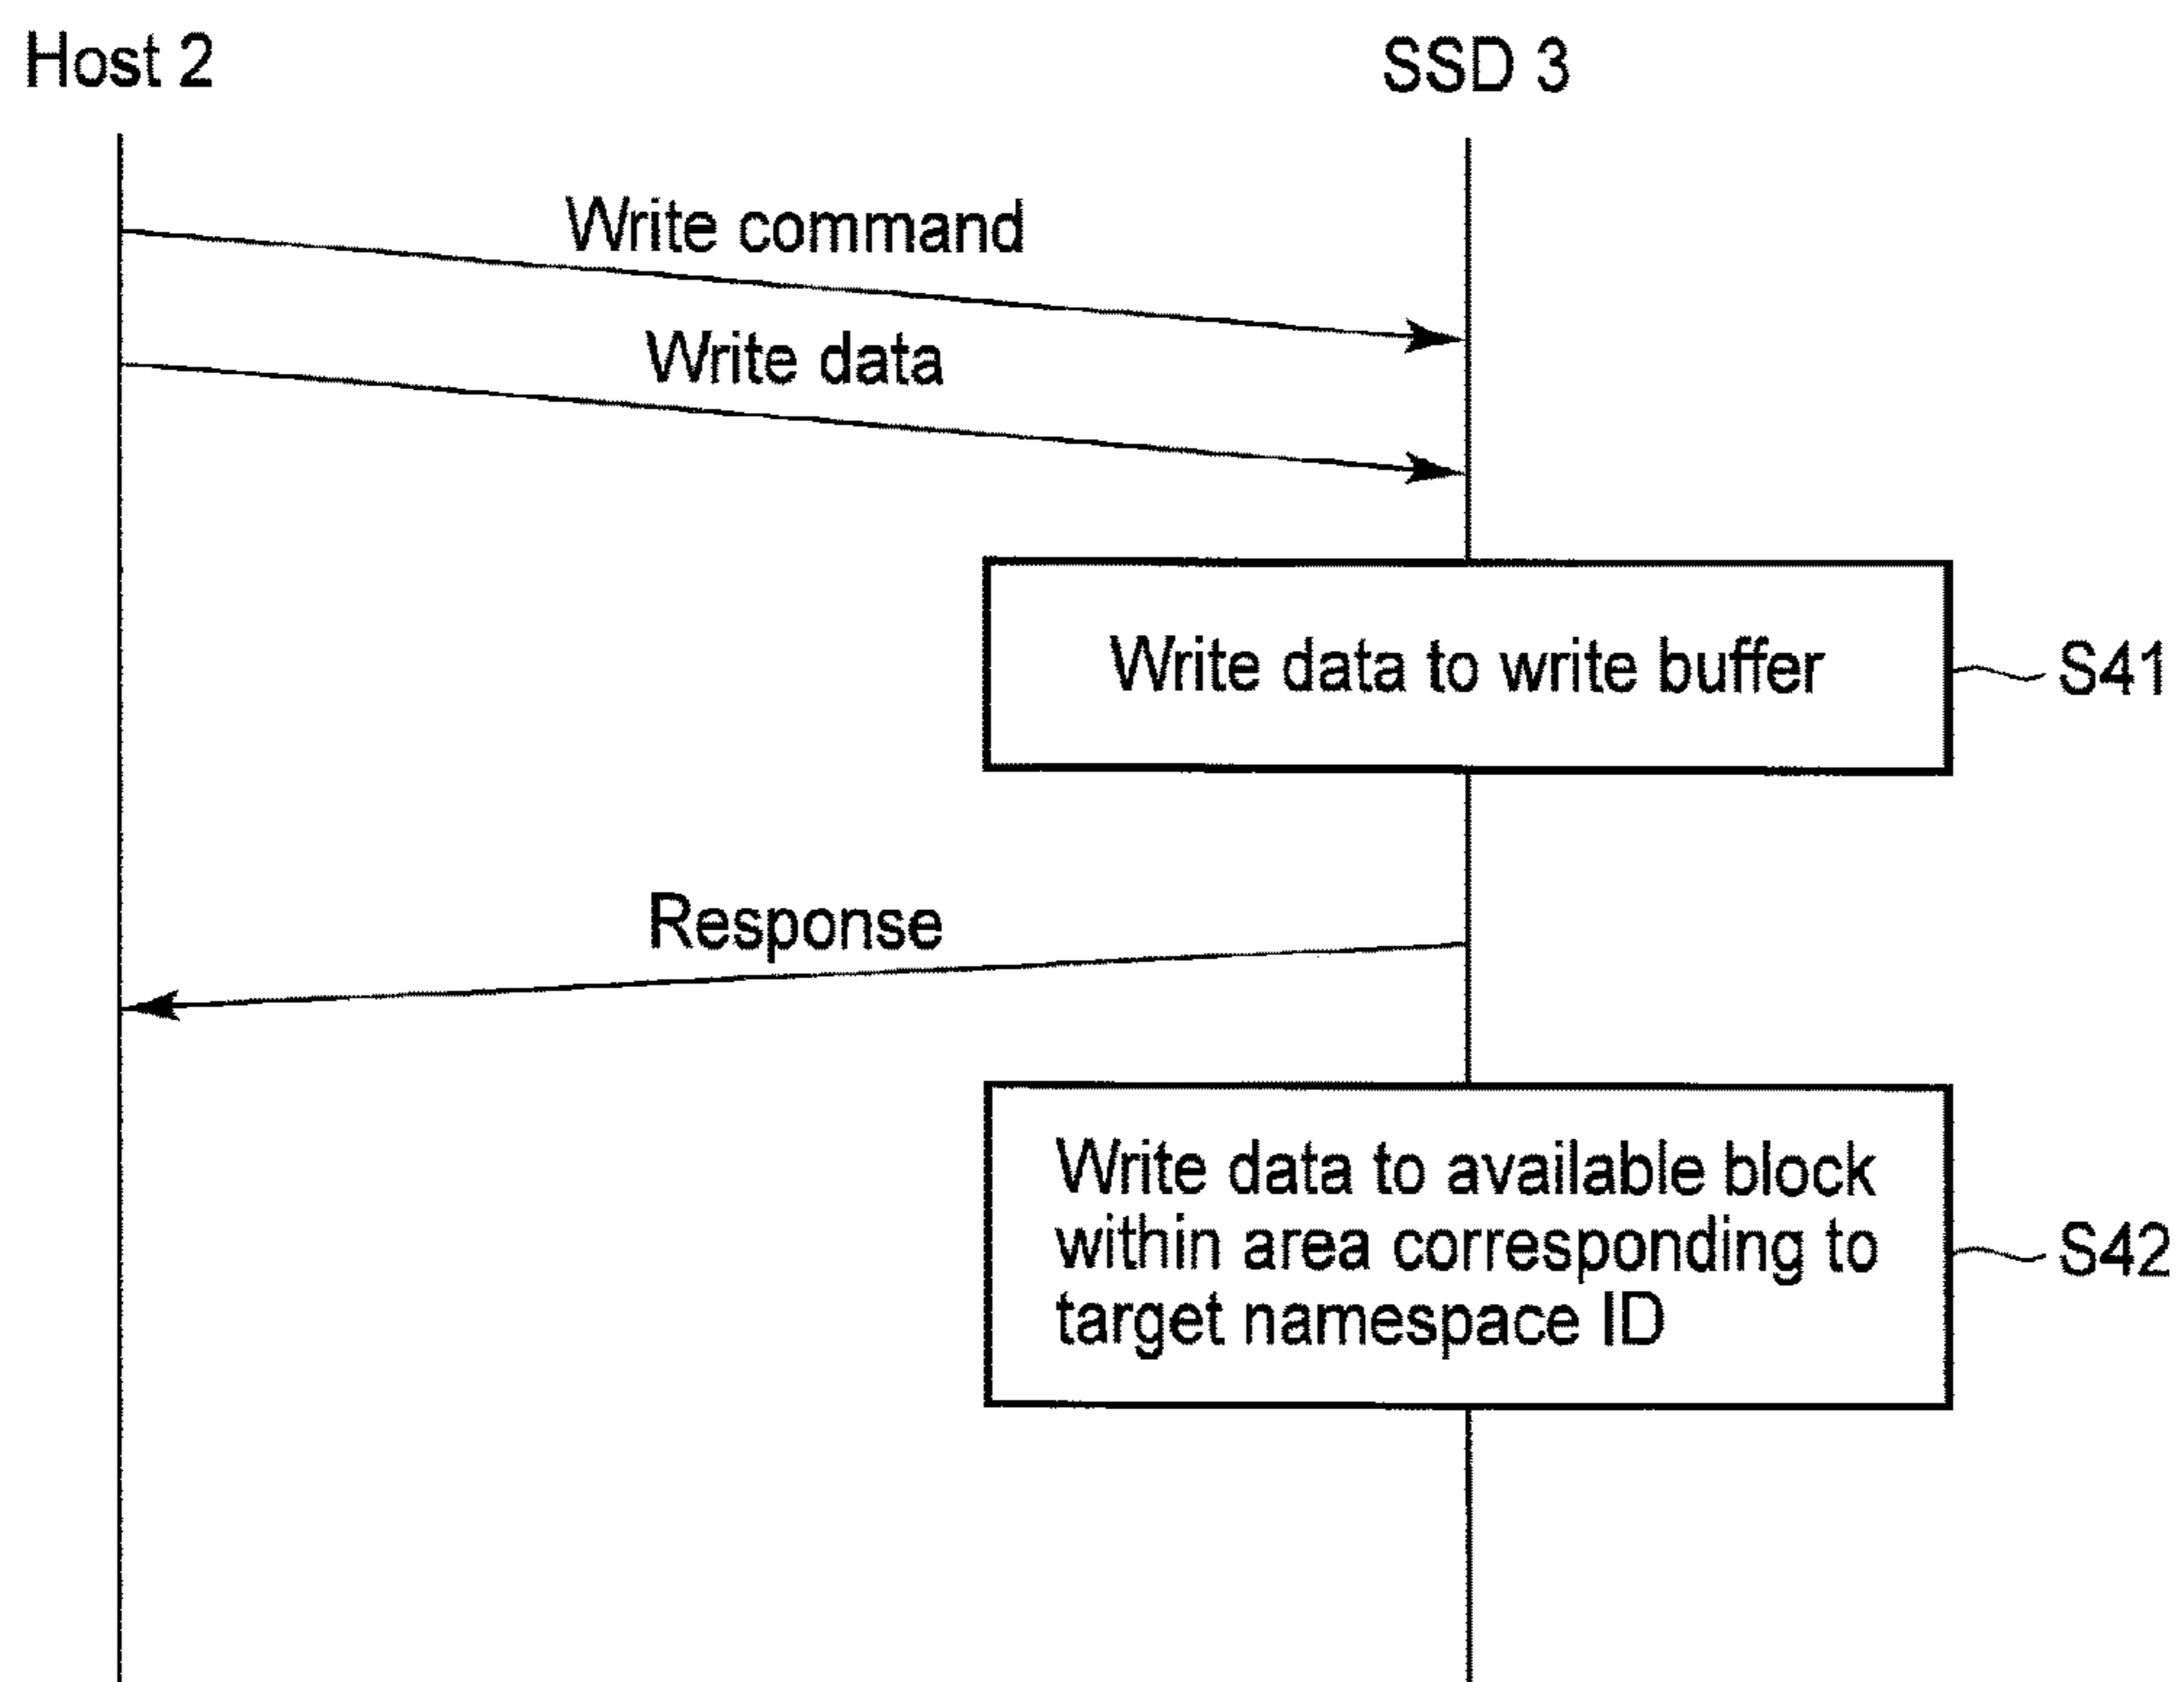 Host 2
SSD 3
Write command
Write data
Write data to write buffer
S41
Response
Write data to available block
within area corresponding to
target namespace ID
S42